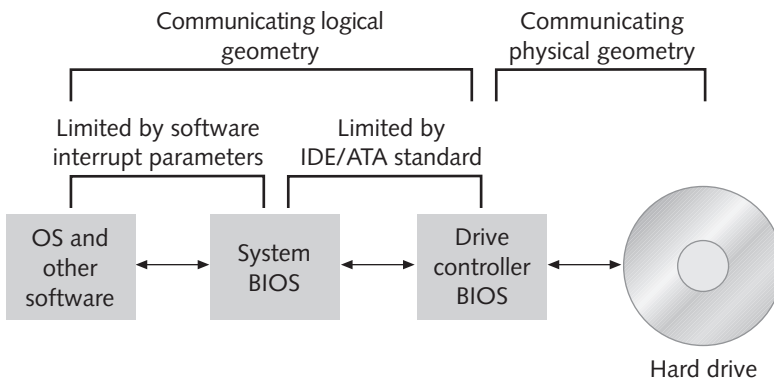 Communicating logical
geometry
Communicating
physical geometry
Limited by software
interrupt parameters
Limited by
IDE/ATA standard
OS and
other
software
System
BIOS
Drive
controller
BIOS
Hard drive